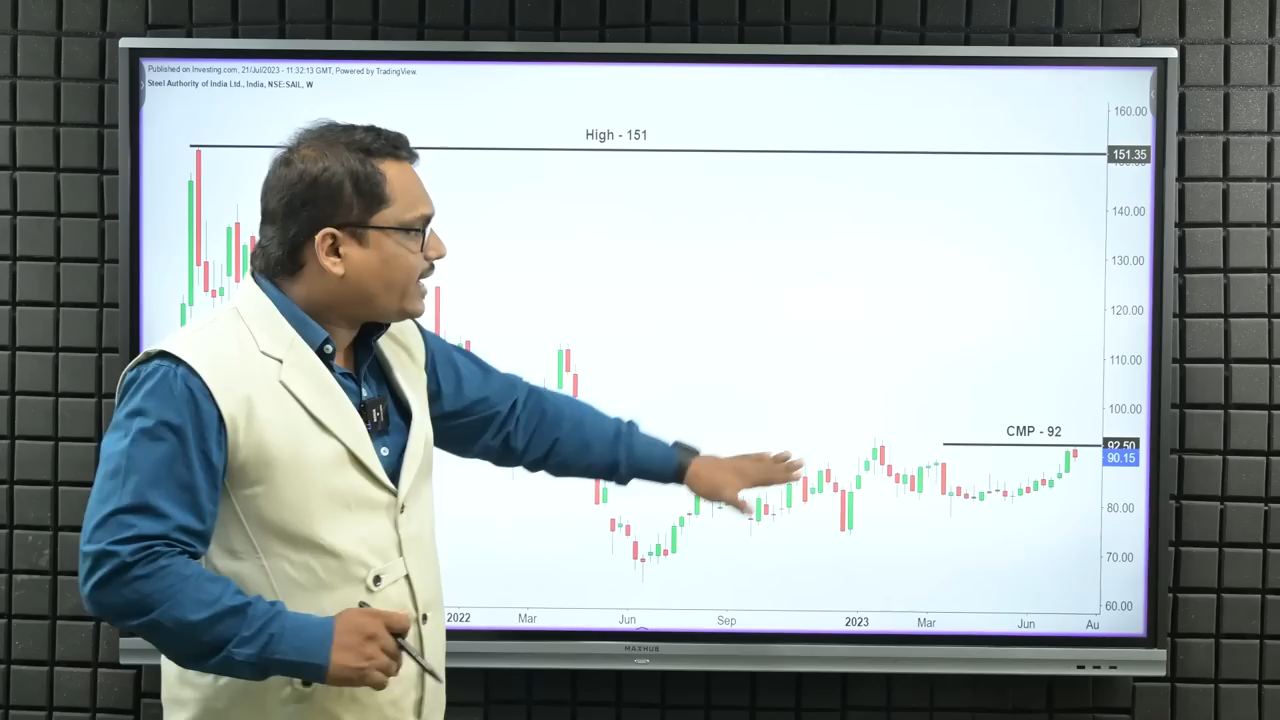 Published on Investing.com, 21/Jul/2023 - 11:32:13 GMT, Powered by TradingView.
Steel Authority of India Ltd., India, NSE:SAIL, W
160.00
High - 151
151.35
140.00
130.00
120.00
110.00
100.00
CMP - 92
92.50
90.15
80.00
70.00
60.00
2022 Mar Jun Sep 2023 Mar Jun Au
MAXHUB